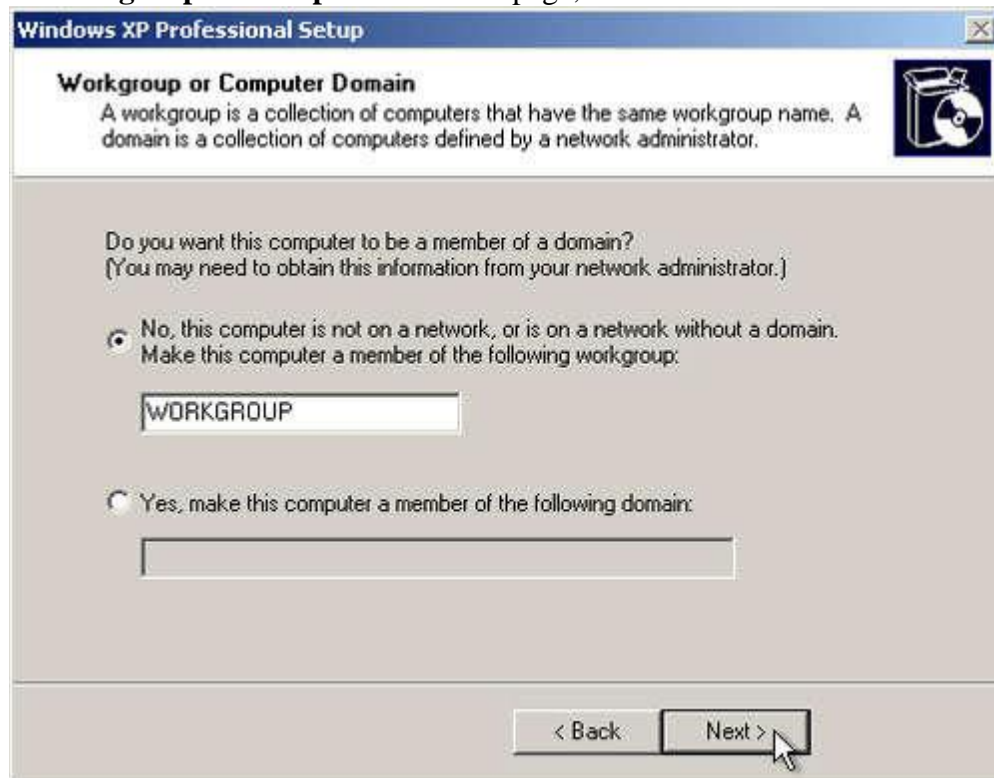 Windows XP Professional Setup
Workgroup or Computer Domain
A workgroup is a collection of computers that have the same workgroup name. A
domain is a collection of computers defined by a network administrator.
Do you want this computer to be a member of a domain?
(You may need to obtain this information from your network administrator.)
No, this computer is not on a network, or is on a network without a domain.
Make this computer a member of the following workgroup:
WORKGROUP
Yes, make this computer a member of the following domain:
< Back Next >